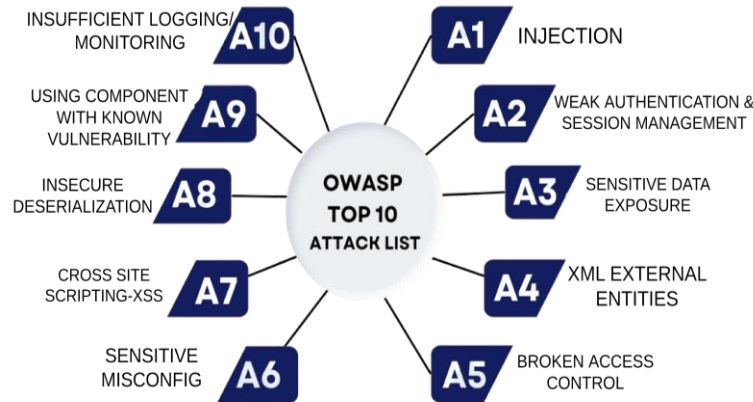 OWASP
TOP 10
ATTACK LIST
A1
INJECTION
A2
WEAK AUTHENTICATION &
SESSION MANAGEMENT
A3
SENSITIVE DATA
EXPOSURE
A4
XML EXTERNAL
ENTITIES
A5
BROKEN ACCESS
CONTROL
A6
SENSITIVE
MISCONFIG
A7
CROSS SITE
SCRIPTING-XSS
A8
INSECURE
DESERIALIZATION
A9
USING COMPONENT
WITH KNOWN
VULNERABILITY
A10
INSUFFICIENT LOGGING/
MONITORING